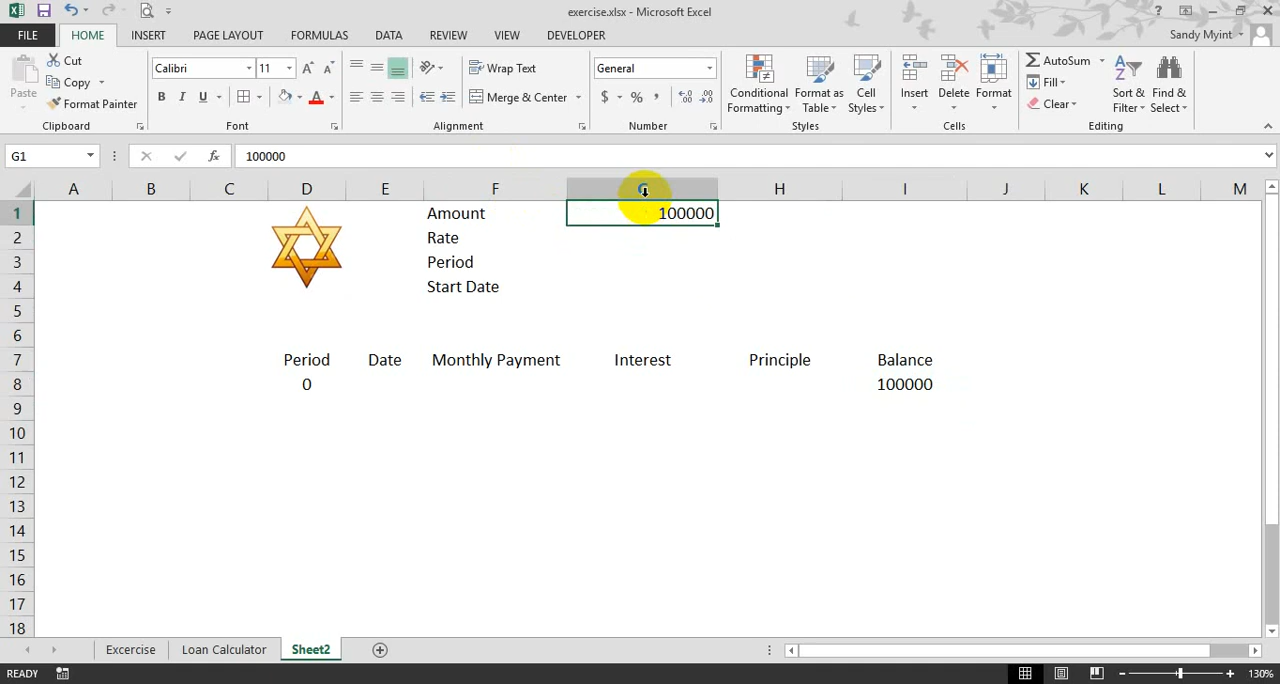 exercise.xlsx - Microsoft Excel
?
FILE HOME INSERT PAGE LAYOUT FORMULAS DATA REVIEW VIEW DEVELOPER Sandy Myint
Paste
Cut
Copy
Format Painter
Clipboard
Calibri 11
B I U A
Font
Wrap Text
Merge & Center
Alignment
General
$ % ,
Number
Conditional Formatting
Format as Table
Cell Styles
Styles
Insert Delete Format
Cells
AutoSum
Fill
Clear
Sort & Filter
Find & Select
Editing
G1 fx 100000
A B C D E F G H I J K L M
1 Amount 100000
2 Rate
3 Period
4 Start Date
5
6
7 Period Date Monthly Payment Interest Principle Balance
8 0 100000
9
10
11
12
13
14
15
16
17
18
Excercise Loan Calculator Sheet2
READY 130%